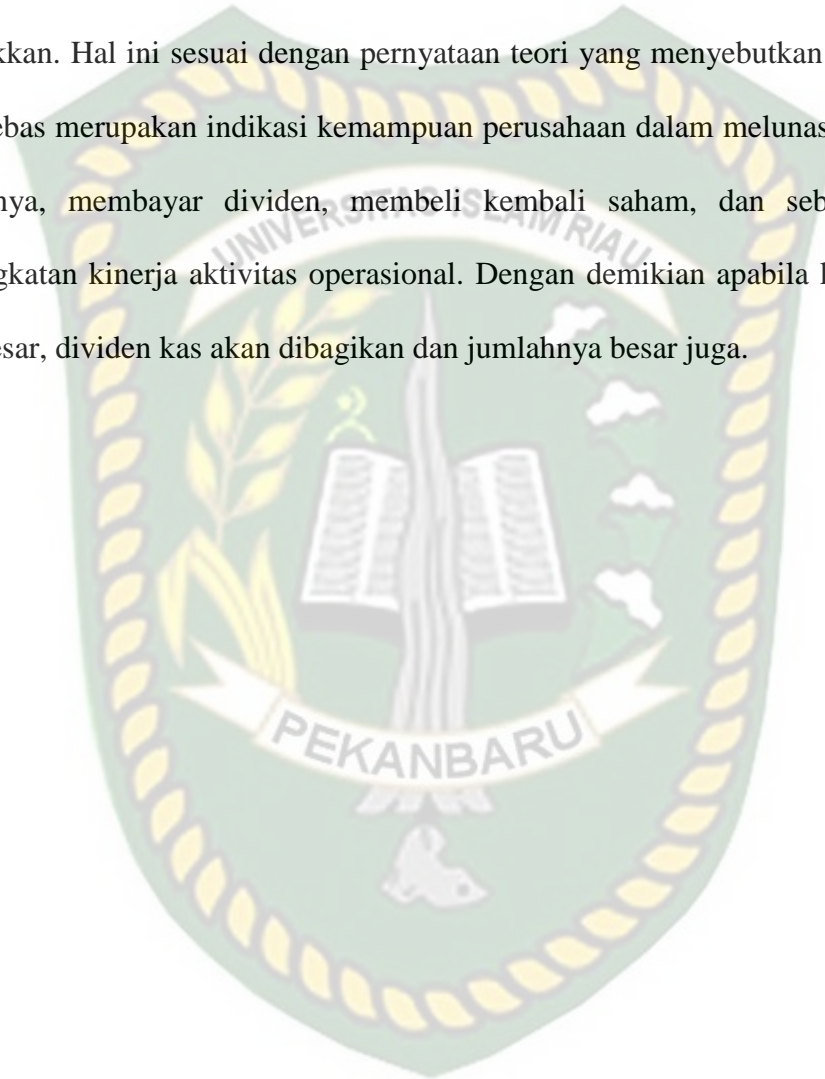 kkan. Hal ini sesuai dengan pernyataan teori yang menyebutkan
ebas merupakan indikasi kemampuan perusahaan dalam melunas
nya, membayar dividen, membeli kembali saham, dan seb
gkatan kinerja aktivitas operasional. Dengan demikian apabila
esar, dividen kas akan dibagikan dan jumlahnya besar juga.
UNIVERSITAS ISLAM RIAU
PEKANBARU